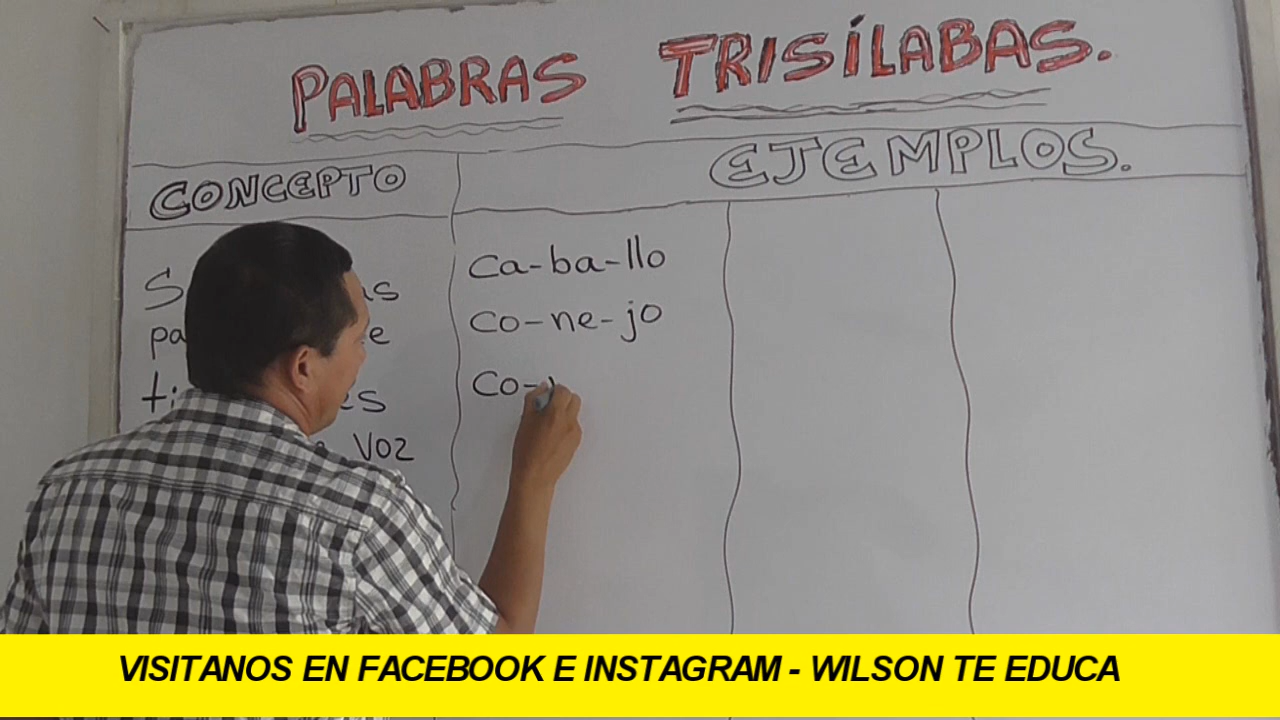 PALABRAS TRISÍLABAS.
CONCEPTO
EJEMPLOS.
voz
Ca-ba-llo
Co-ne-jo
Co-
VISITANOS EN FACEBOOK E INSTAGRAM - WILSON TE EDUCA